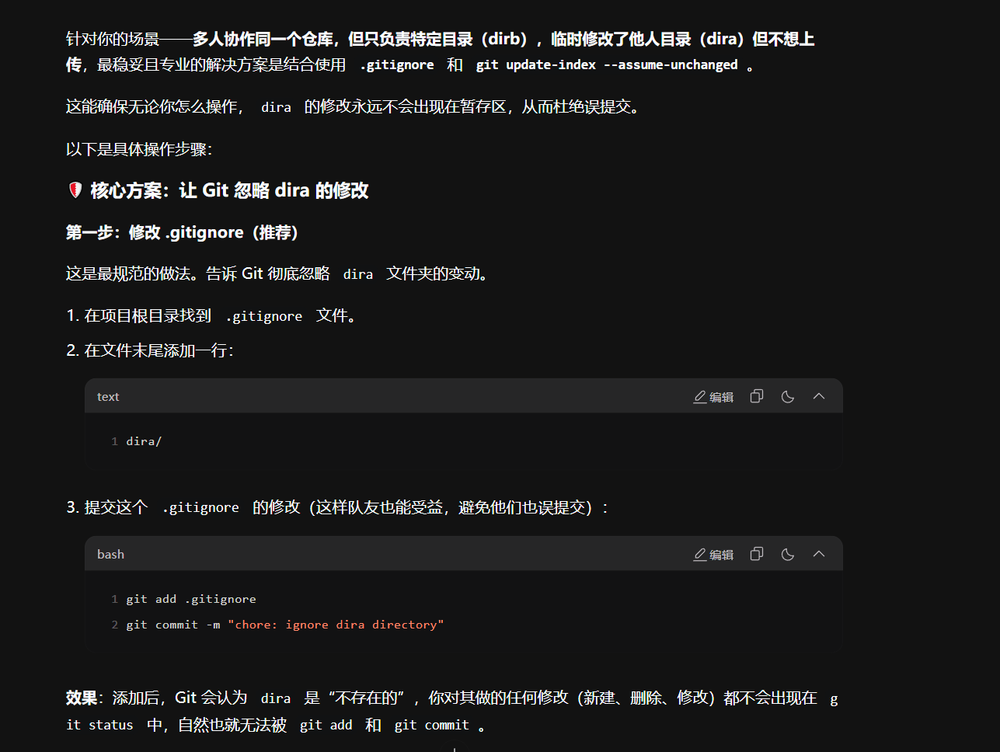 针对你的场景——多人协作同一个仓库，但只负责特定目录（dirb），临时修改了他人目录（dira）但不想上
传，最稳妥且专业的解决方案是结合使用 .gitignore 和 git update-index --assume-unchanged 。
这能确保无论你怎么操作， dira 的修改永远不会出现在暂存区，从而杜绝误提交。
以下是具体操作步骤：
核心方案：让 Git 忽略 dira 的修改
第一步：修改 .gitignore（推荐）
这是最规范的做法。告诉 Git 彻底忽略 dira 文件夹的变动。
1. 在项目根目录找到 .gitignore 文件。
2. 在文件末尾添加一行：
text 编辑
1 dira/
3. 提交这个 .gitignore 的修改（这样队友也能受益，避免他们也误提交）：
bash 编辑
1 git add .gitignore
2 git commit -m "chore: ignore dira directory"
效果：添加后，Git 会认为 dira 是“不存在的”，你对其做的任何修改（新建、删除、修改）都不会出现在 g
it status 中，自然也就无法被 git add 和 git commit 。